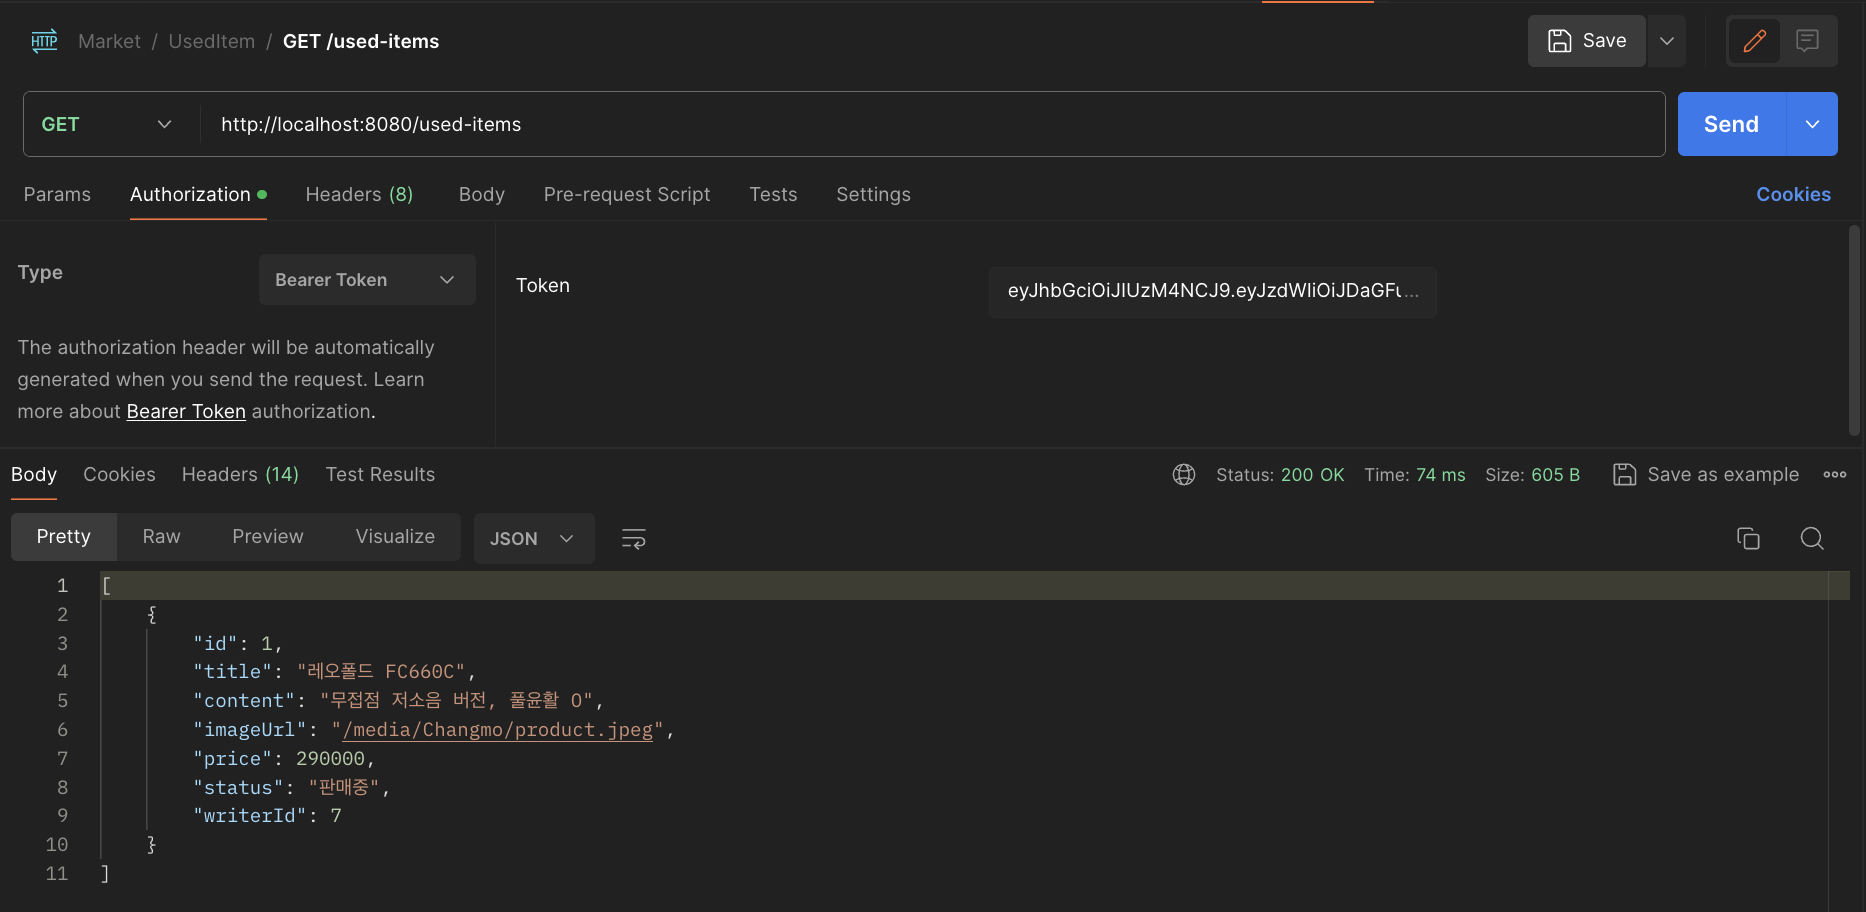 HTTP Market / UsedItem / GET /used-items Save
GET http://localhost:8080/used-items Send
Params Authorization Headers (8) Body Pre-request Script Tests Settings Cookies
Type Bearer Token
Token eyJhbGciOiJIUzM4NCJ9.eyJzdWIiOiJDaGFu...
The authorization header will be automatically
generated when you send the request. Learn
more about Bearer Token authorization.
Body Cookies Headers (14) Test Results Status: 200 OK Time: 74 ms Size: 605 B Save as example
Pretty Raw Preview Visualize JSON
1 [
2 {
3 "id": 1,
4 "title": "레오폴드 FC660C",
5 "content": "무접점 저소음 버전, 풀윤활 O",
6 "imageUrl": "/media/Changmo/product.jpeg",
7 "price": 290000,
8 "status": "판매중",
9 "writerId": 7
10 }
11 ]